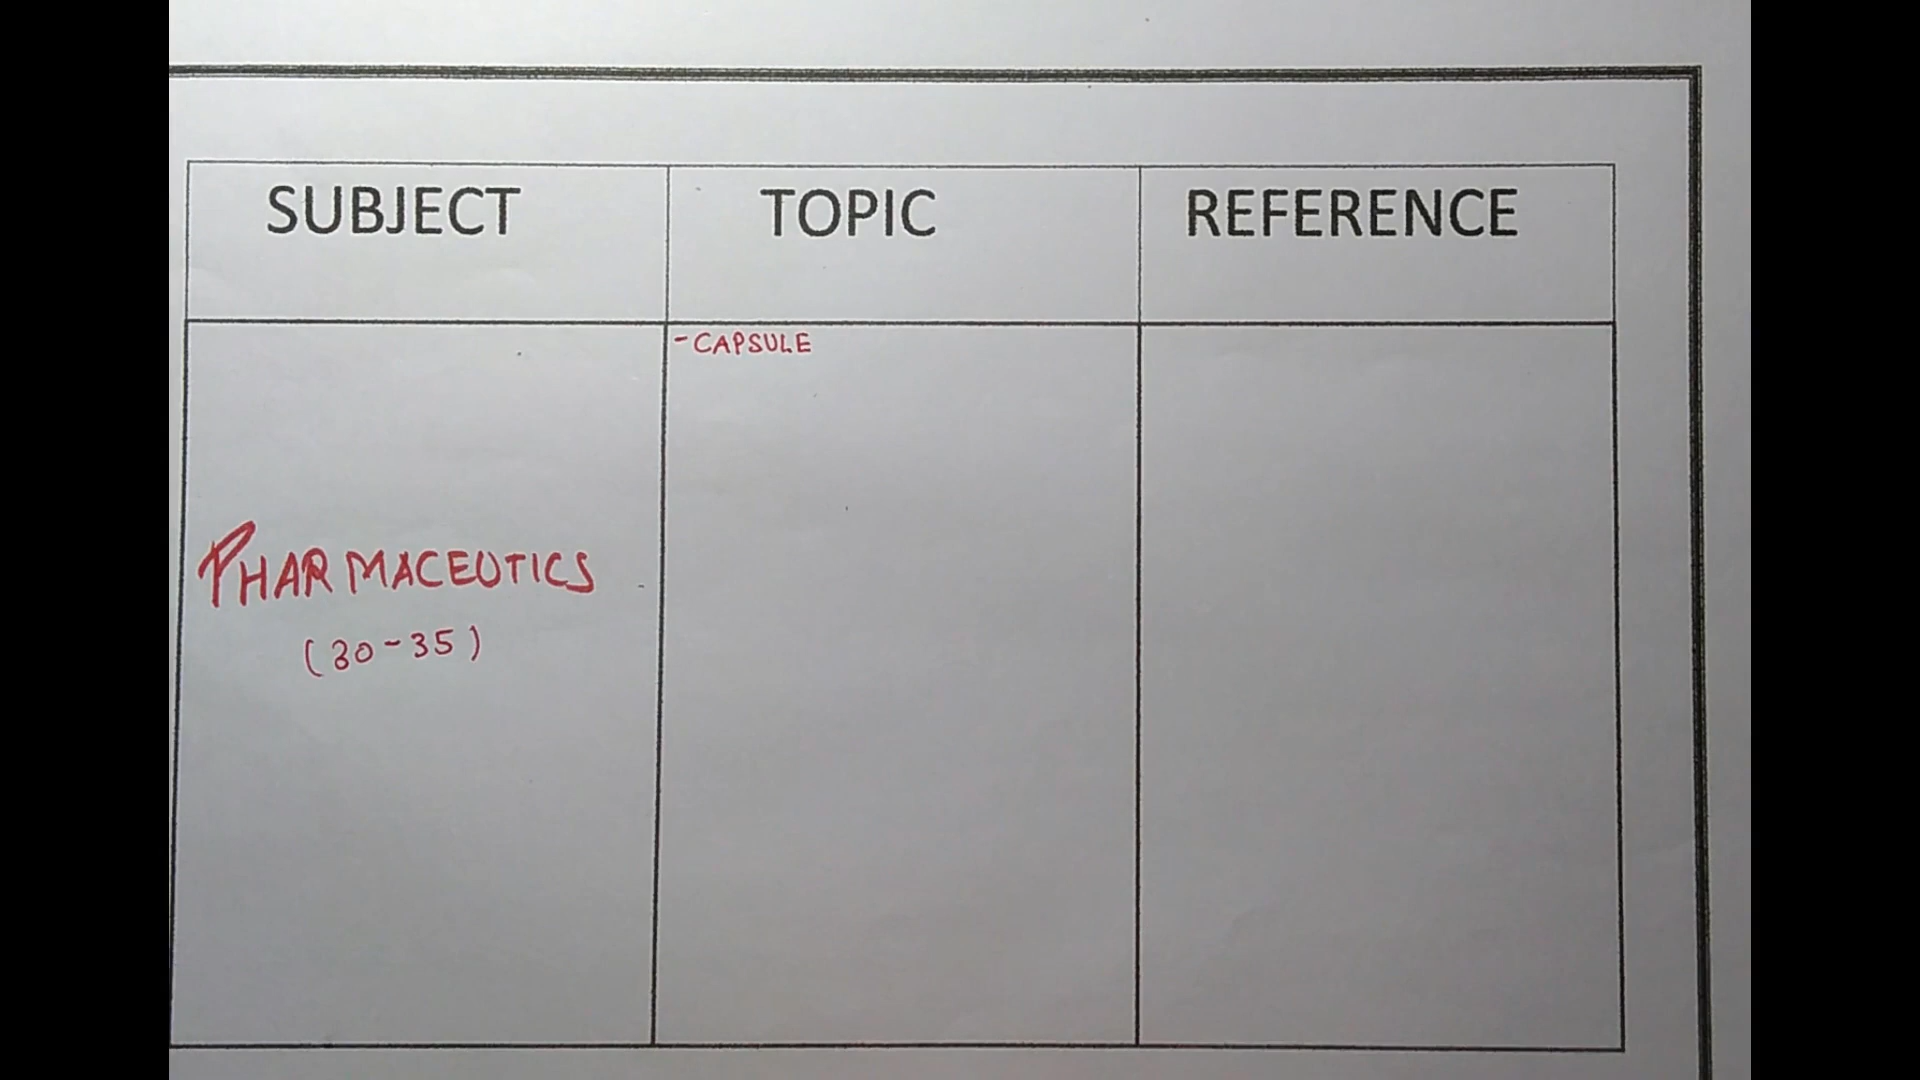 SUBJECT TOPIC REFERENCE
- CAPSULE
PHARMACEUTICS
(30-35)